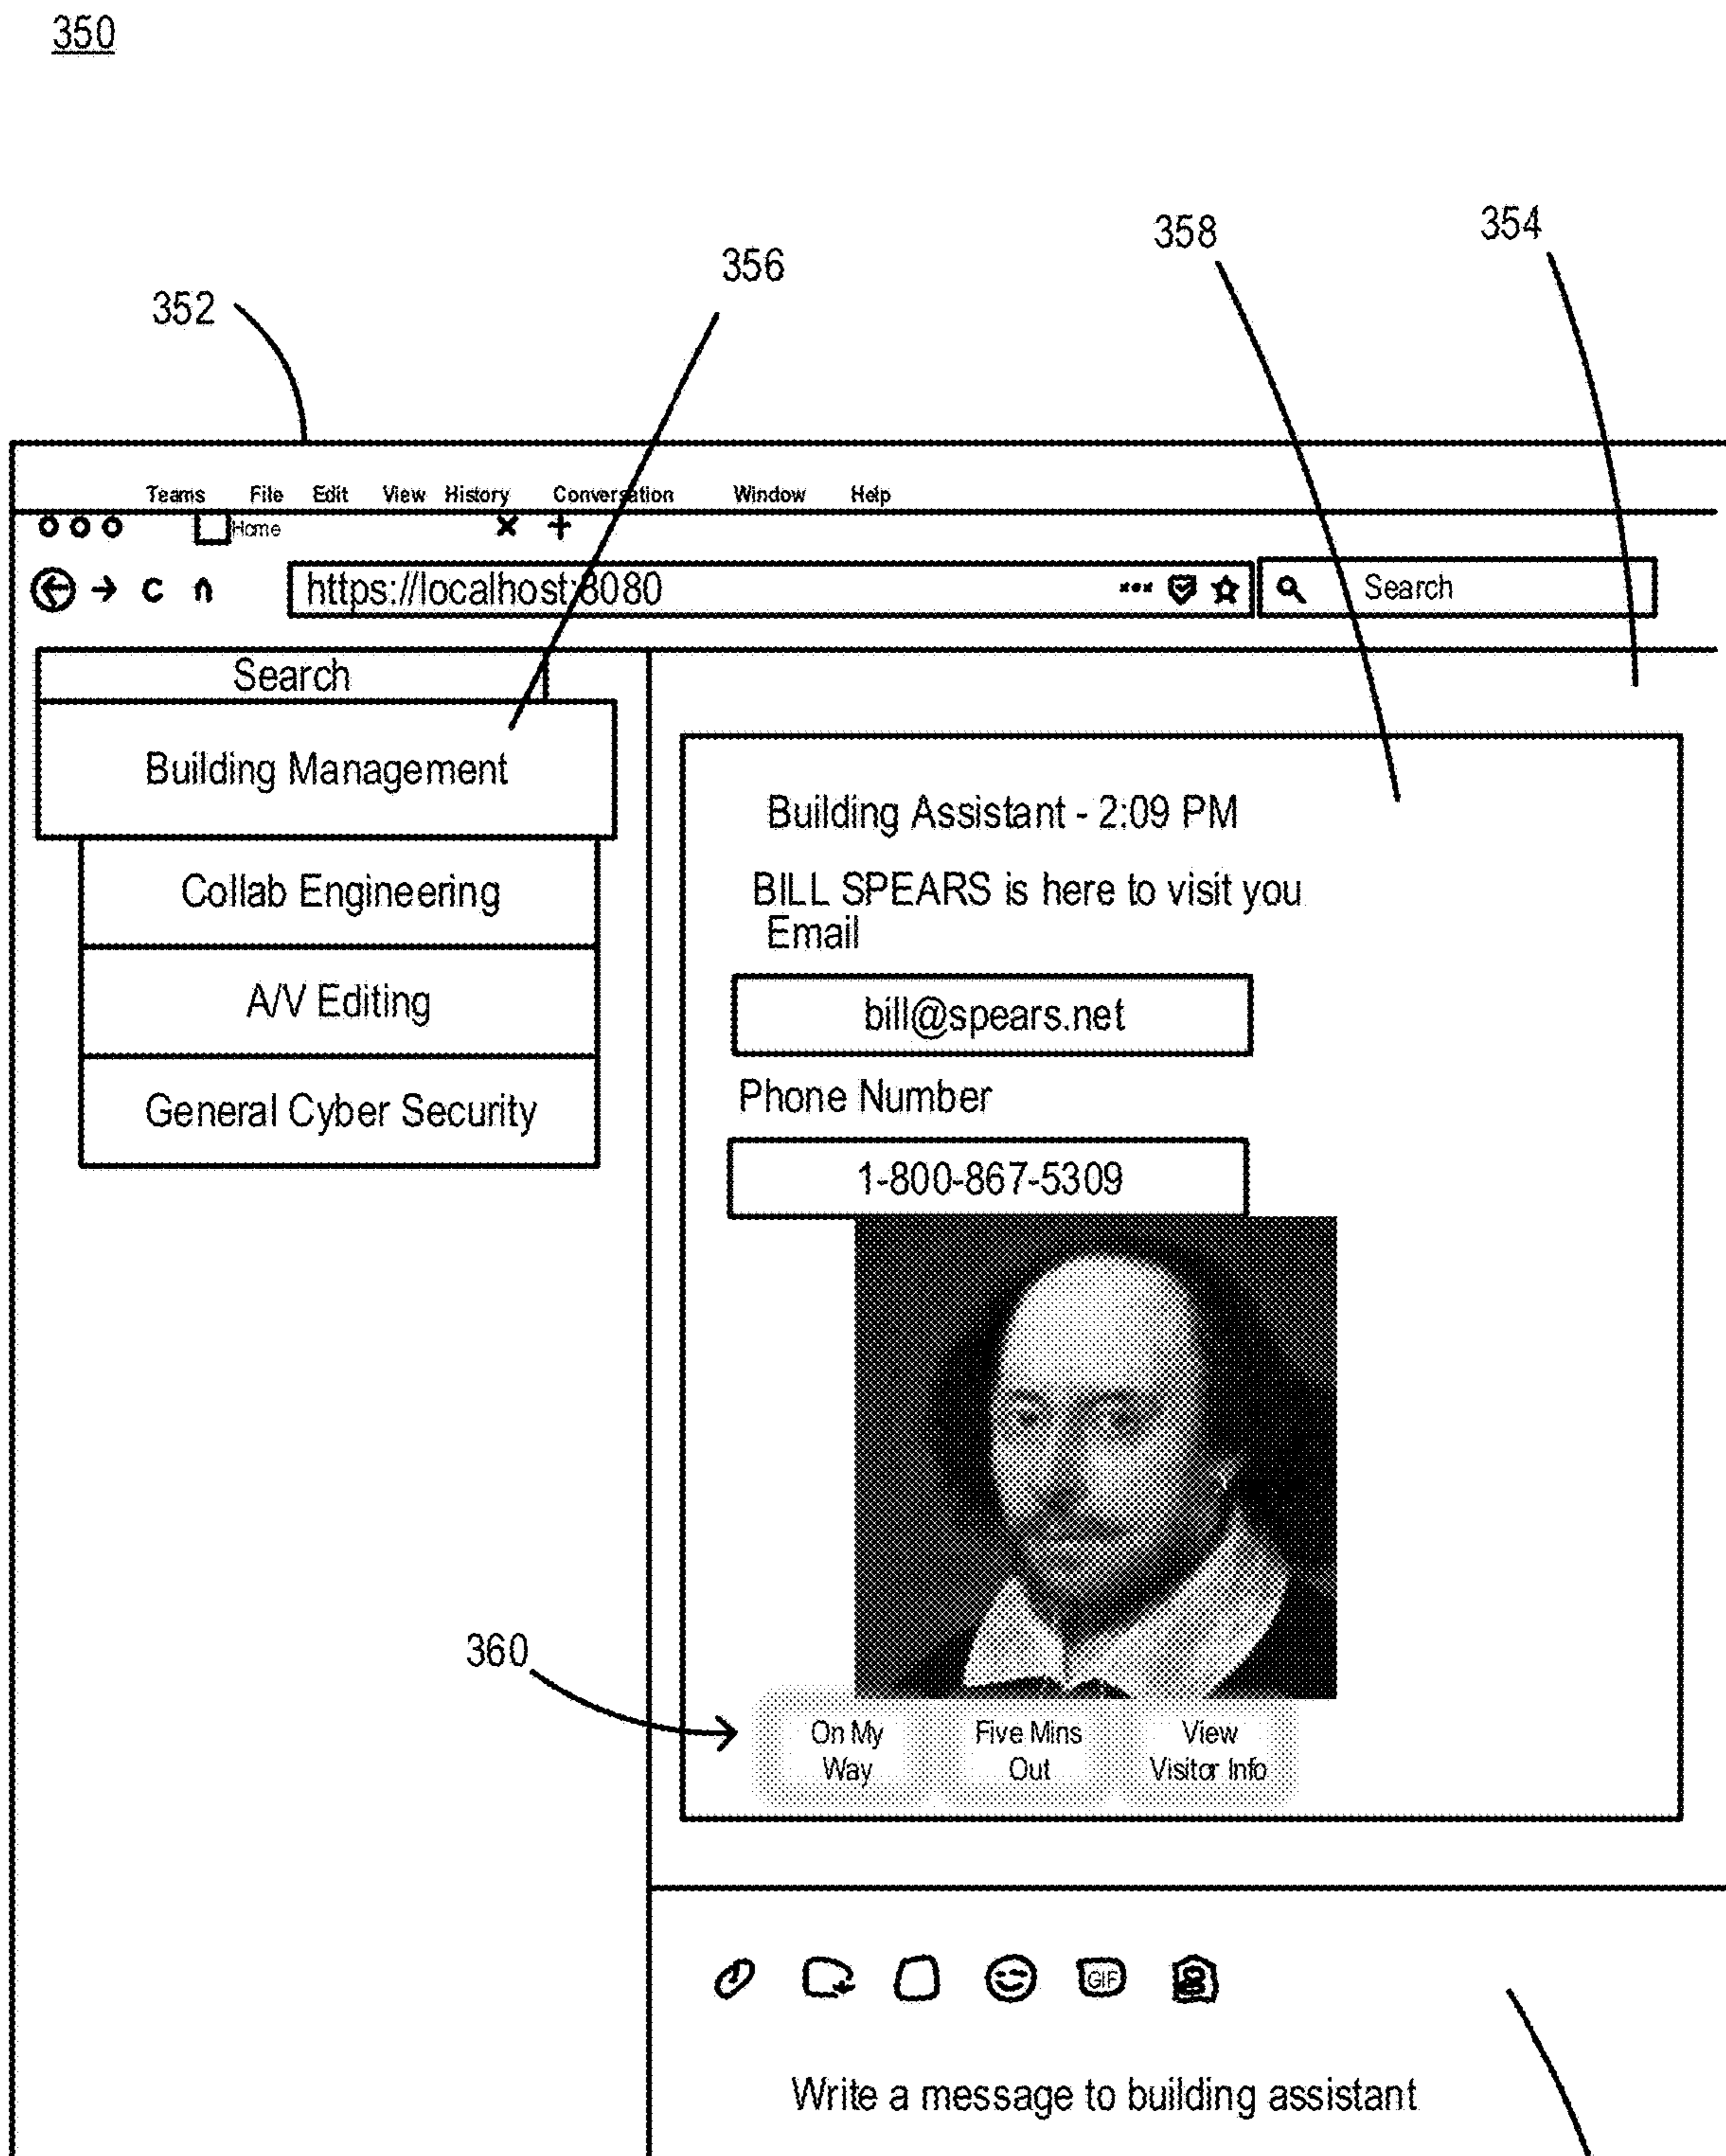 350
358
354
356
352
Teams File Edit View History Conversation Window Help
Home
https://localhost:8080
Search
Search
Building Management
Collab Engineering
A/V Editing
General Cyber Security
Building Assistant - 2:09 PM
BILL SPEARS is here to visit you
Email
bill@spears.net
Phone Number
1-800-867-5309
360
On My
Way
Five Mins
Out
View
Visitor Info
GIF
Write a message to building assistant